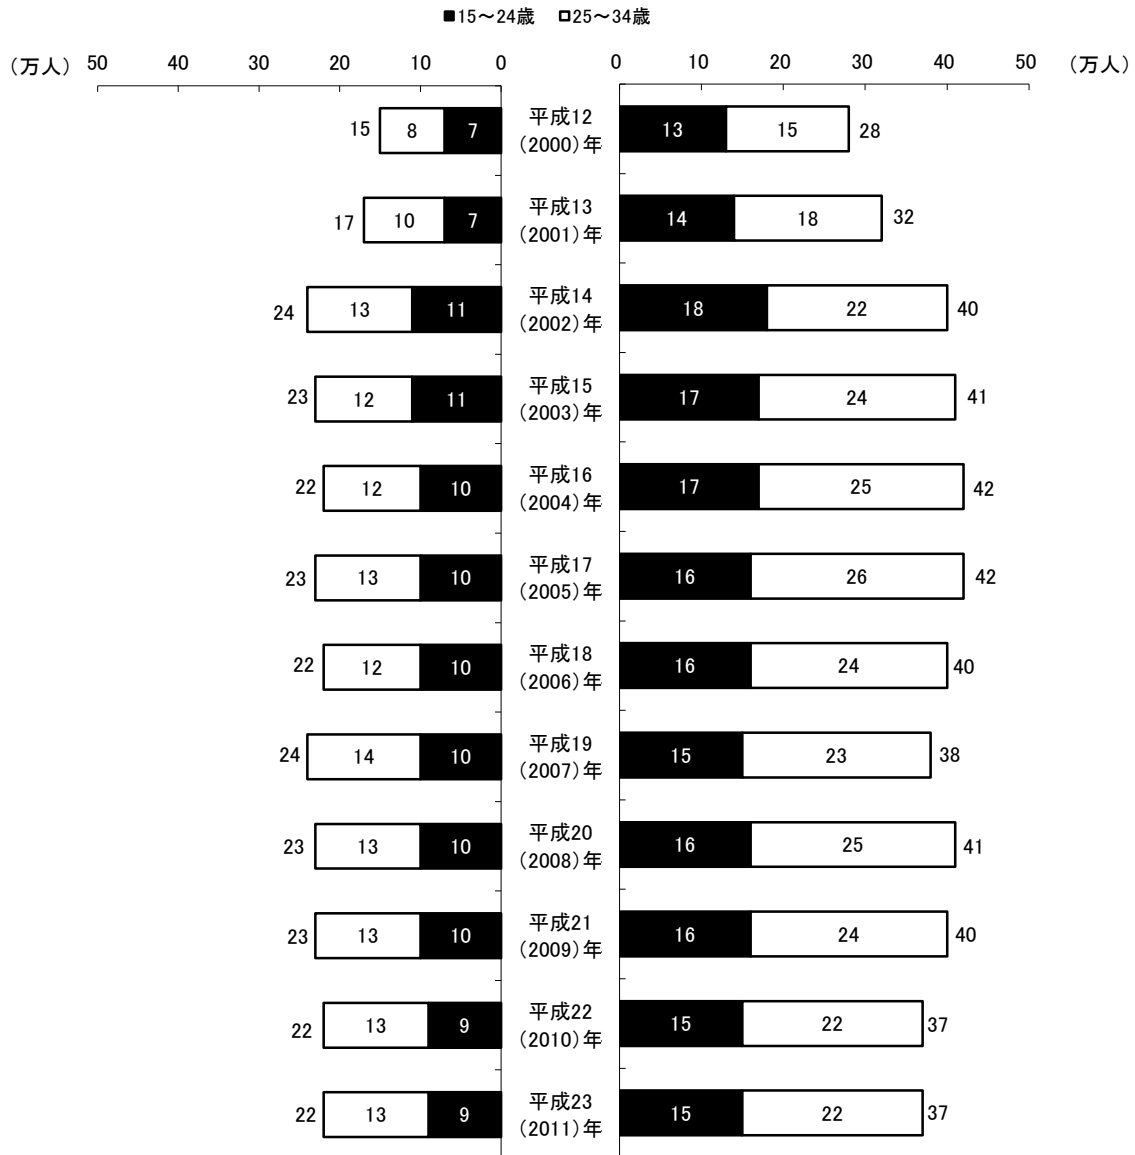 ■15～24歳 □25～34歳
（万人） 50 40 30 20 10 0 0 10 20 30 40 50 （万人）
15 8 7 平成12 13 15 28
（2000）年
17 10 7 平成13 14 18 32
（2001）年
24 13 11 平成14 18 22 40
（2002）年
23 12 11 平成15 17 24 41
（2003）年
22 12 10 平成16 17 25 42
（2004）年
23 13 10 平成17 16 26 42
（2005）年
22 12 10 平成18 16 24 40
（2006）年
24 14 10 平成19 15 23 38
（2007）年
23 13 10 平成20 16 25 41
（2008）年
23 13 10 平成21 16 24 40
（2009）年
22 13 9 平成22 15 22 37
（2010）年
22 13 9 平成23 15 22 37
（2011）年